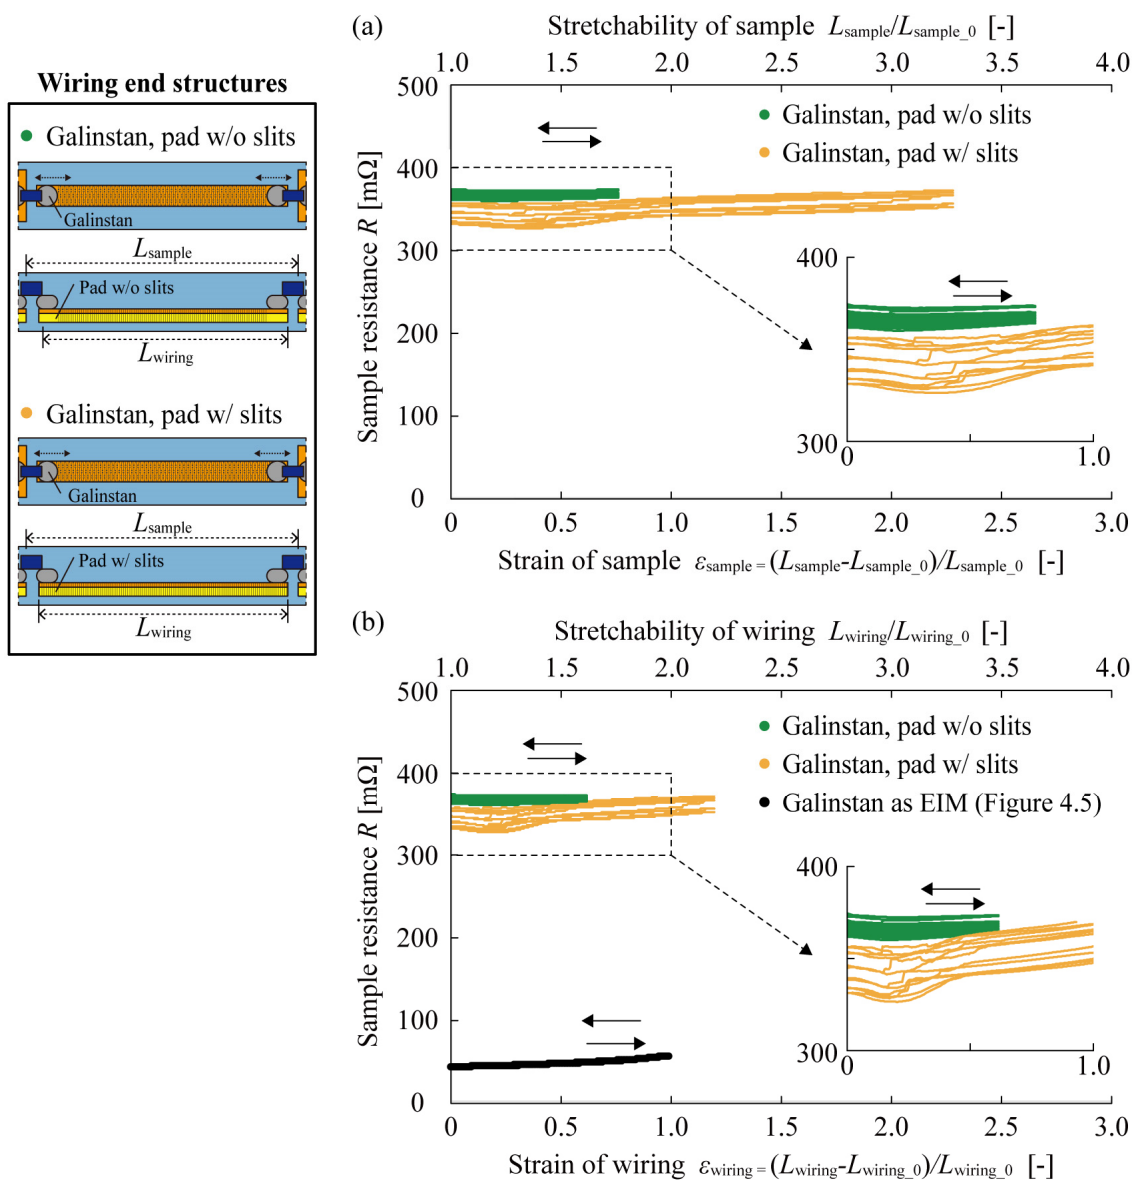 Wiring end structures
Galinstan, pad w/o slits
Galinstan
Lsample
Pad w/o slits
Lwiring
Galinstan, pad w/ slits
Galinstan
Lsample
Pad w/ slits
Lwiring
(a)
Stretchability of sample Lsample/Lsample_0 [-]
1.0 1.5 2.0 2.5 3.0 3.5 4.0
500
400
300
200
100
0
Sample resistance R [mΩ]
Galinstan, pad w/o slits
Galinstan, pad w/ slits
400
300
0 1.0
0 0.5 1.0 1.5 2.0 2.5 3.0
Strain of sample εsample = (Lsample-Lsample_0)/Lsample_0 [-]
(b)
Stretchability of wiring Lwiring/Lwiring_0 [-]
1.0 1.5 2.0 2.5 3.0 3.5 4.0
500
400
300
200
100
0
Sample resistance R [mΩ]
Galinstan, pad w/o slits
Galinstan, pad w/ slits
Galinstan as EIM (Figure 4.5)
400
300
0 1.0
0 0.5 1.0 1.5 2.0 2.5 3.0
Strain of wiring εwiring = (Lwiring-Lwiring_0)/Lwiring_0 [-]